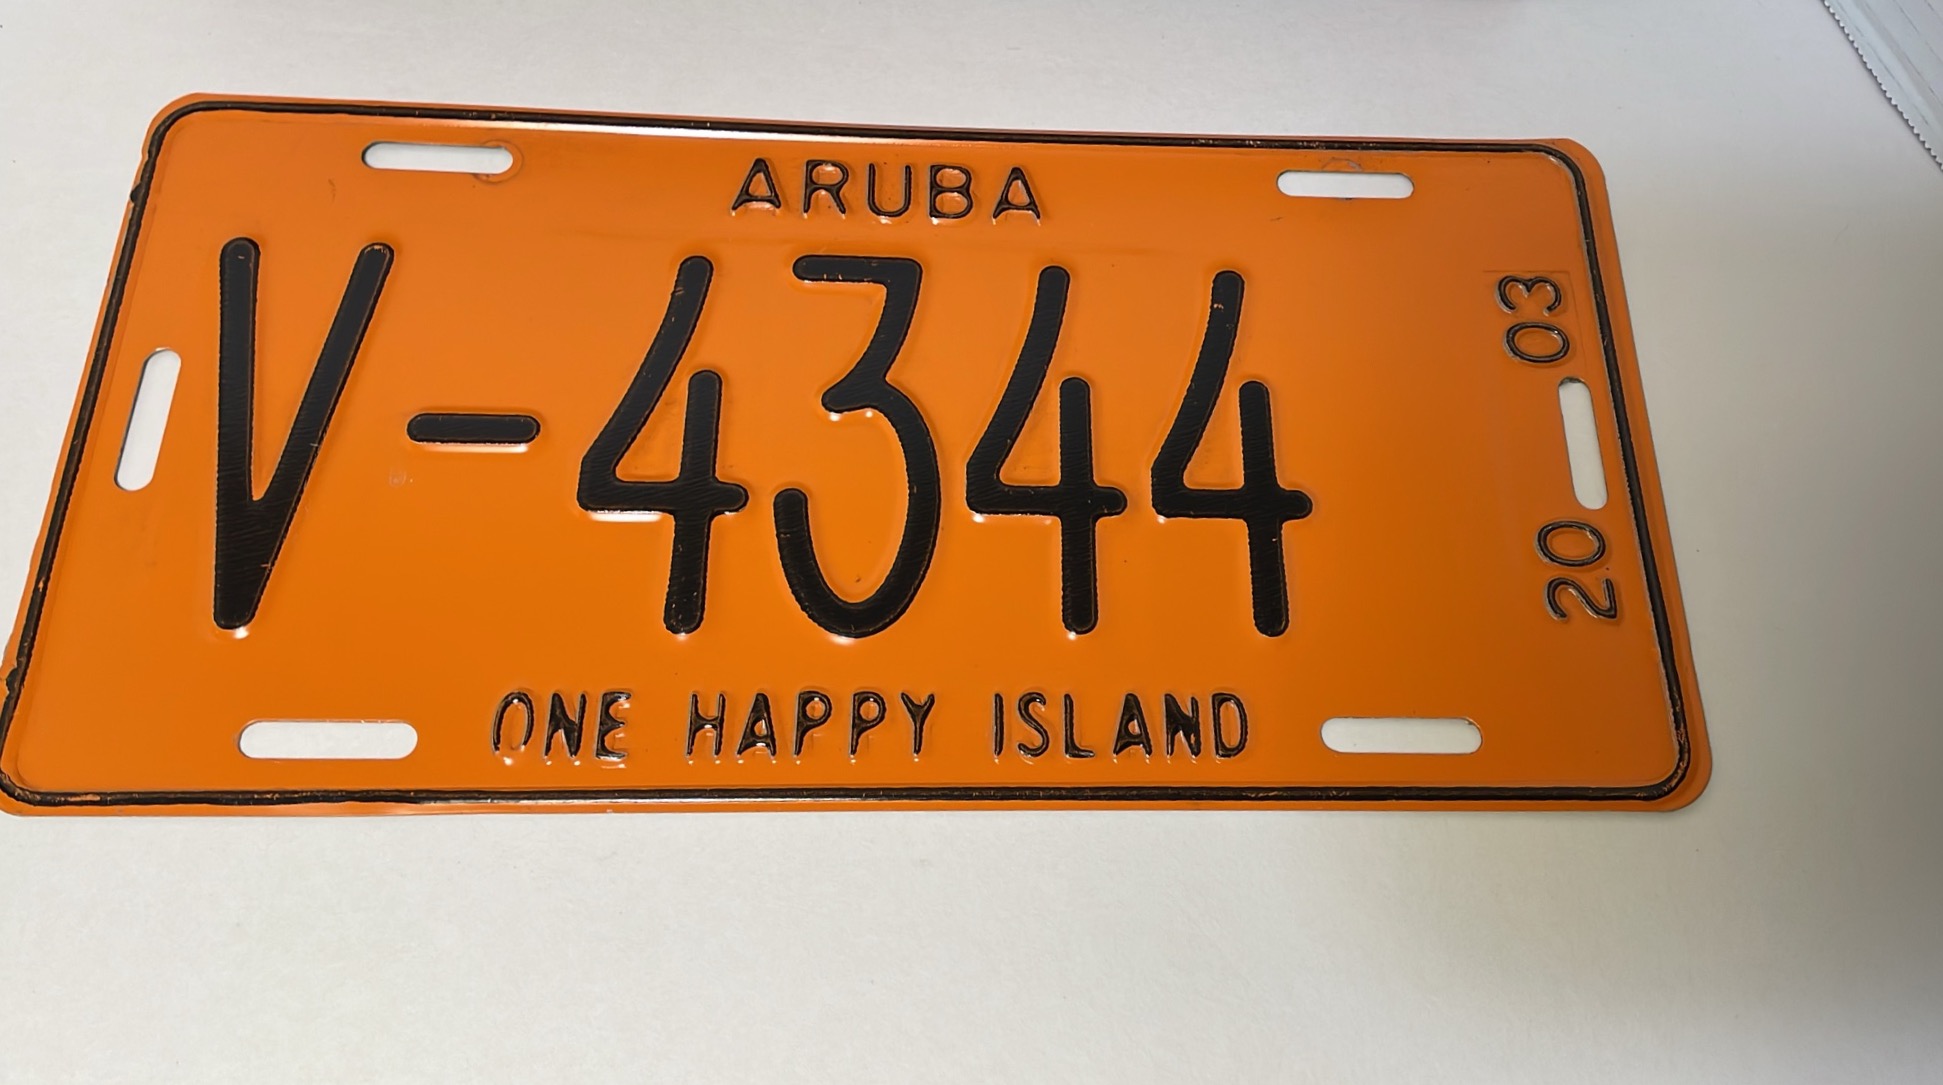 ARUBA
V-4344
20 03
ONE HAPPY ISLAND